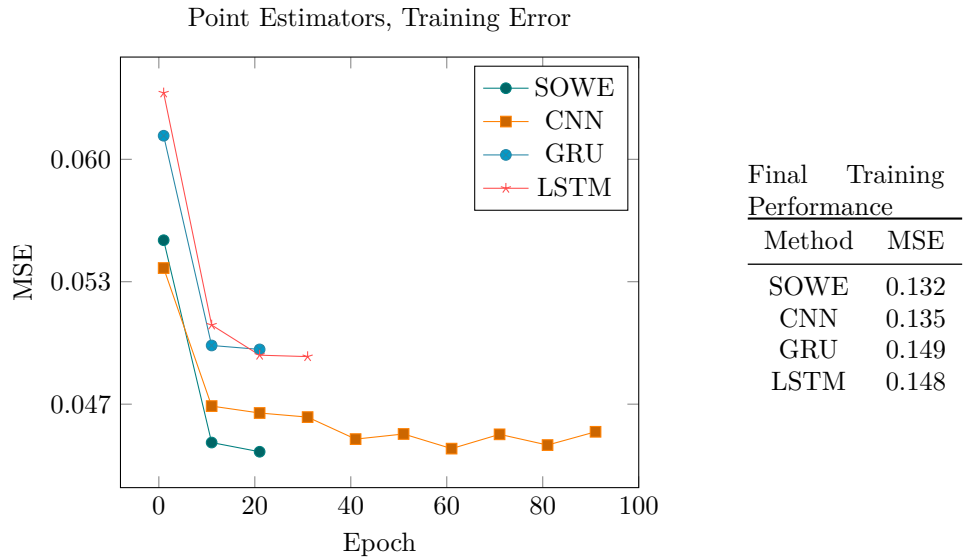 Point Estimators, Training Error
SOWE
CNN
GRU
LSTM
0.060
0.053
0.047
MSE
0 20 40 60 80 100
Epoch
Final Training
Performance
Method MSE
SOWE 0.132
CNN 0.135
GRU 0.149
LSTM 0.148